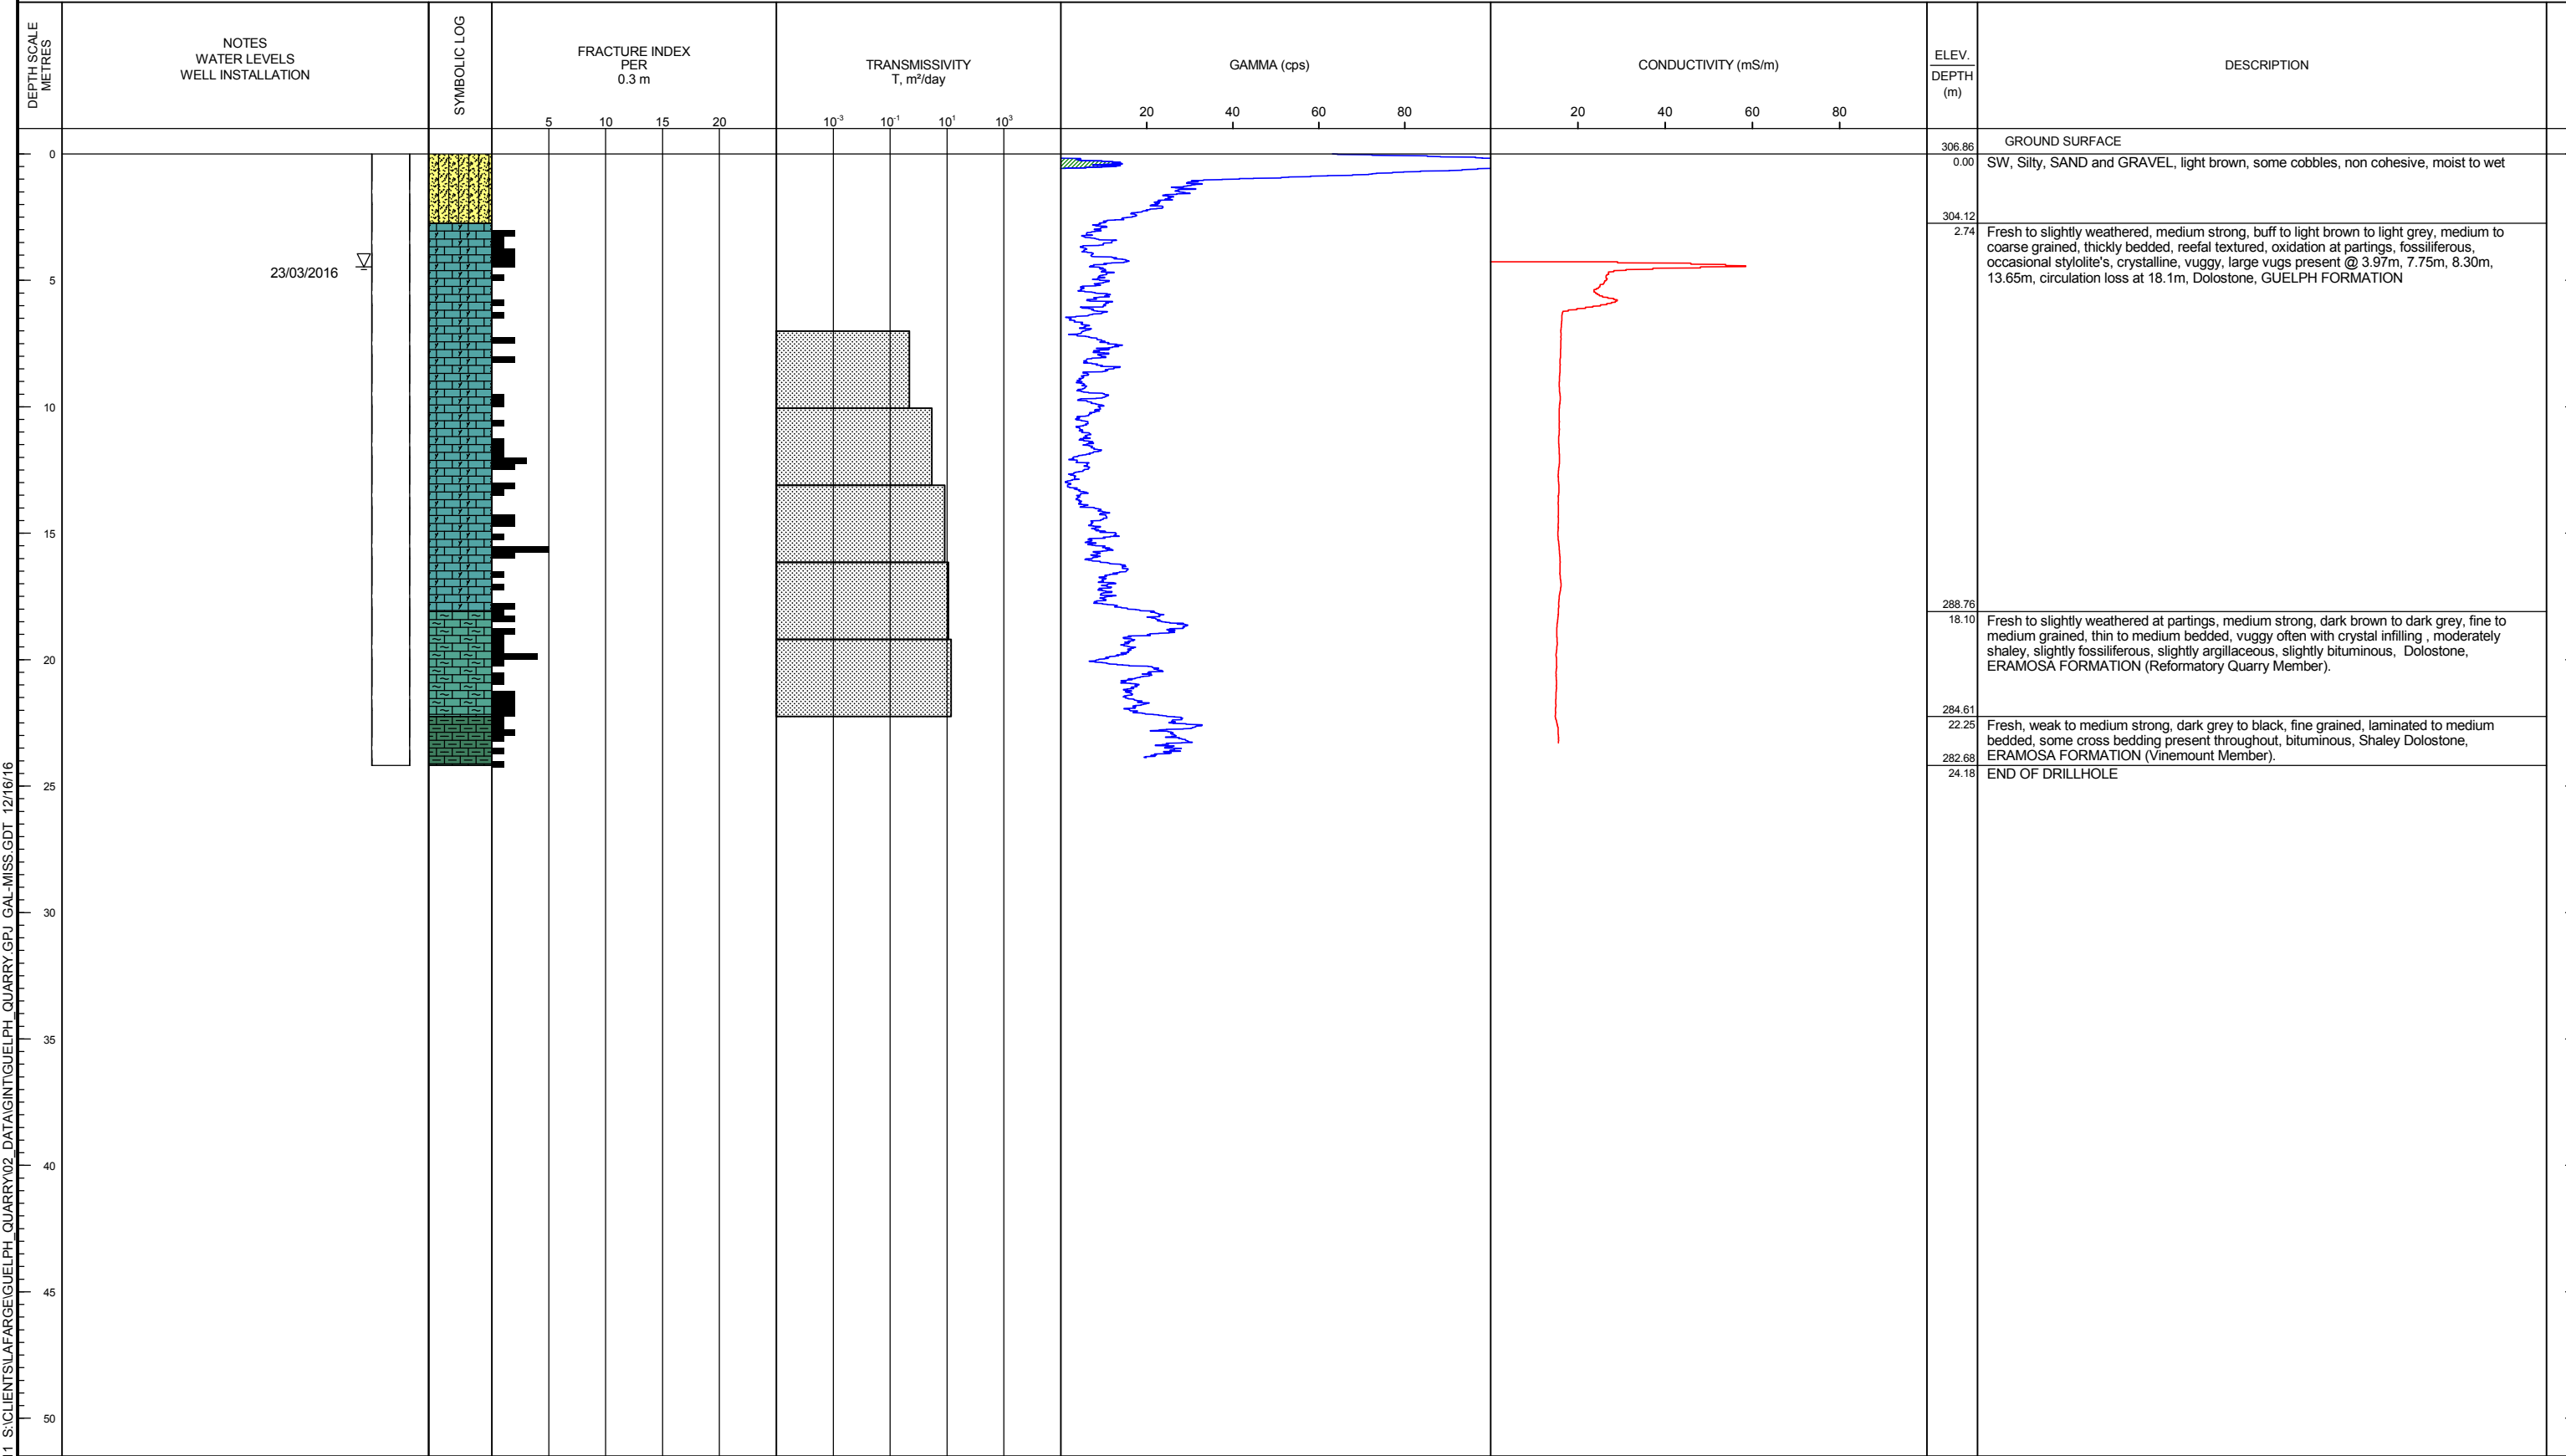 DEPTH SCALE
METRES
NOTES
WATER LEVELS
WELL INSTALLATION
SYMBOLIC LOG
FRACTURE INDEX
PER
0.3 m
5 10 15 20
TRANSMISSIVITY
T, m²/day
10⁻³ 10⁻¹ 10¹ 10³
GAMMA (cps)
20 40 60 80
CONDUCTIVITY (mS/m)
20 40 60 80
ELEV.
DEPTH
(m)
DESCRIPTION
GROUND SURFACE
306.86
0.00
SW, Silty, SAND and GRAVEL, light brown, some cobbles, non cohesive, moist to wet
304.12
2.74
Fresh to slightly weathered, medium strong, buff to light brown to light grey, medium to
coarse grained, thickly bedded, reefal textured, oxidation at partings, fossiliferous,
occasional stylolite's, crystalline, vuggy, large vugs present @ 3.97m, 7.75m, 8.30m,
13.65m, circulation loss at 18.1m, Dolostone, GUELPH FORMATION
288.76
18.10
Fresh to slightly weathered at partings, medium strong, dark brown to dark grey, fine to
medium grained, thin to medium bedded, vuggy often with crystal infilling , moderately
shaley, slightly fossiliferous, slightly argillaceous, slightly bituminous, Dolostone,
ERAMOSA FORMATION (Reformatory Quarry Member).
284.61
22.25
Fresh, weak to medium strong, dark grey to black, fine grained, laminated to medium
bedded, some cross bedding present throughout, bituminous, Shaley Dolostone,
ERAMOSA FORMATION (Vinemount Member).
282.68
24.18
END OF DRILLHOLE
23/03/2016
0
5
10
15
20
25
30
35
40
45
50
S:\CLIENTS\LAFARGE\GUELPH_QUARRY\02_DATA\GINT\GUELPH_QUARRY.GPJ GAL-MISS.GDT 12/16/16